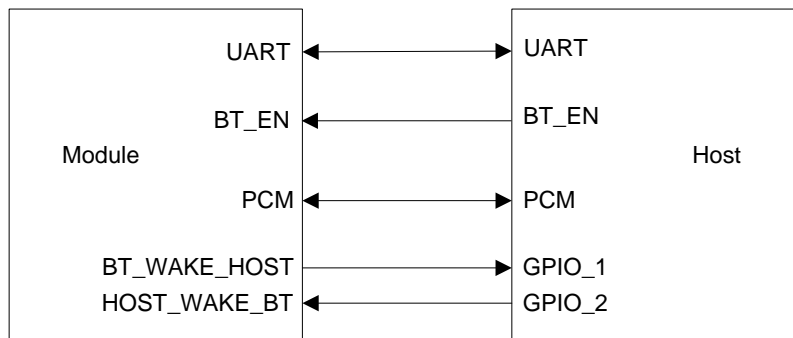 UART UART
BT_EN BT_EN
Module Host
PCM PCM
BT_WAKE_HOST GPIO_1
HOST_WAKE_BT GPIO_2